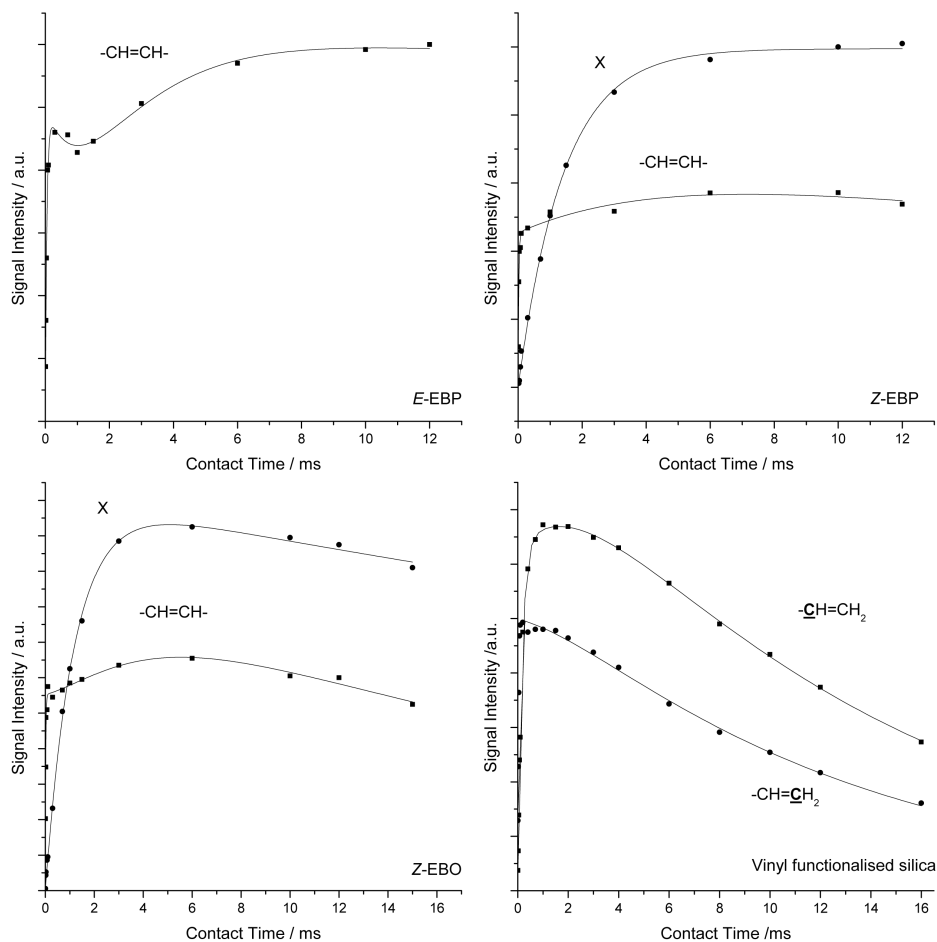 -CH=CH-
Signal Intensity / a.u.
E-EBP
0 2 4 6 8 10 12
Contact Time / ms
X
-CH=CH-
Signal Intensity / a.u.
Z-EBP
0 2 4 6 8 10 12
Contact Time / ms
X
-CH=CH-
Signal Intensity / a.u.
Z-EBO
0 2 4 6 8 10 12 14 16
Contact Time / ms
-CH=CH2
Signal Intensity /a.u.
-CH=CH2
Vinyl functionalised silica
0 2 4 6 8 10 12 14 16
Contact Time /ms